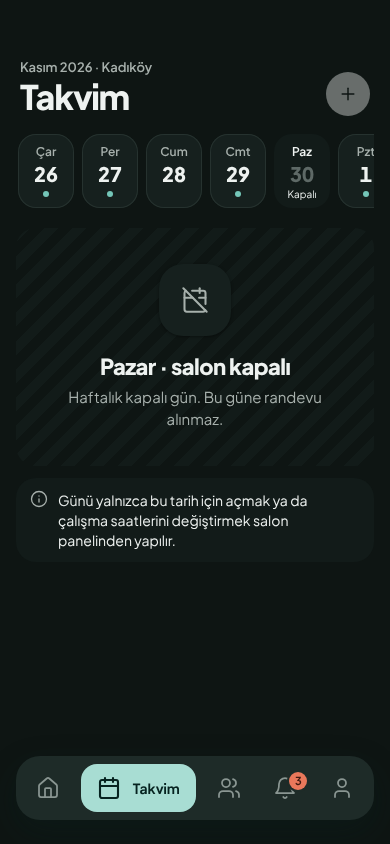 Kasım 2026 · Kadıköy
Takvim
Çar Per Cum Cmt Paz Pzt
26 27 28 29 30 1
Kapalı
Pazar · salon kapalı
Haftalık kapalı gün. Bu güne randevu
alınmaz.
Günü yalnızca bu tarih için açmak ya da
çalışma saatlerini değiştirmek salon
panelinden yapılır.
Takvim
3